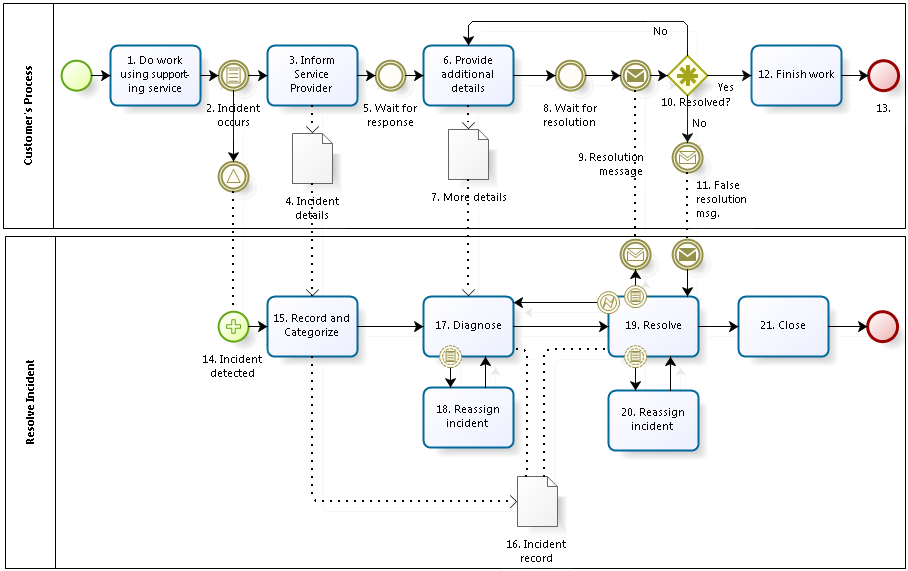 Customer's Process
1. Do work
using support-
ing service
2. Incident
occurs
3. Inform
Service
Provider
4. Incident
details
5. Wait for
response
6. Provide
additional
details
7. More details
8. Wait for
resolution
9. Resolution
message
No
10. Resolved?
Yes
No
11. False
resolution
msg.
12. Finish work
13.
Resolve Incident
14. Incident
detected
15. Record and
Categorize
16. Incident
record
17. Diagnose
18. Reassign
incident
19. Resolve
20. Reassign
incident
21. Close